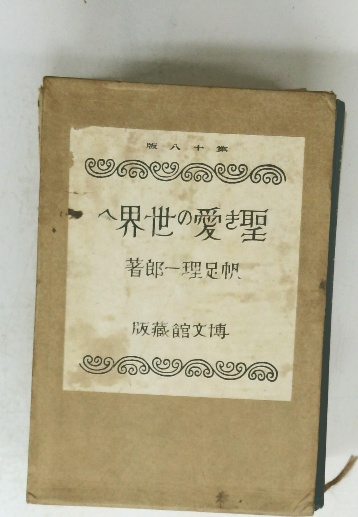 第十八版
聖き愛の世界へ
帆足理一郎著
博文館蔵版